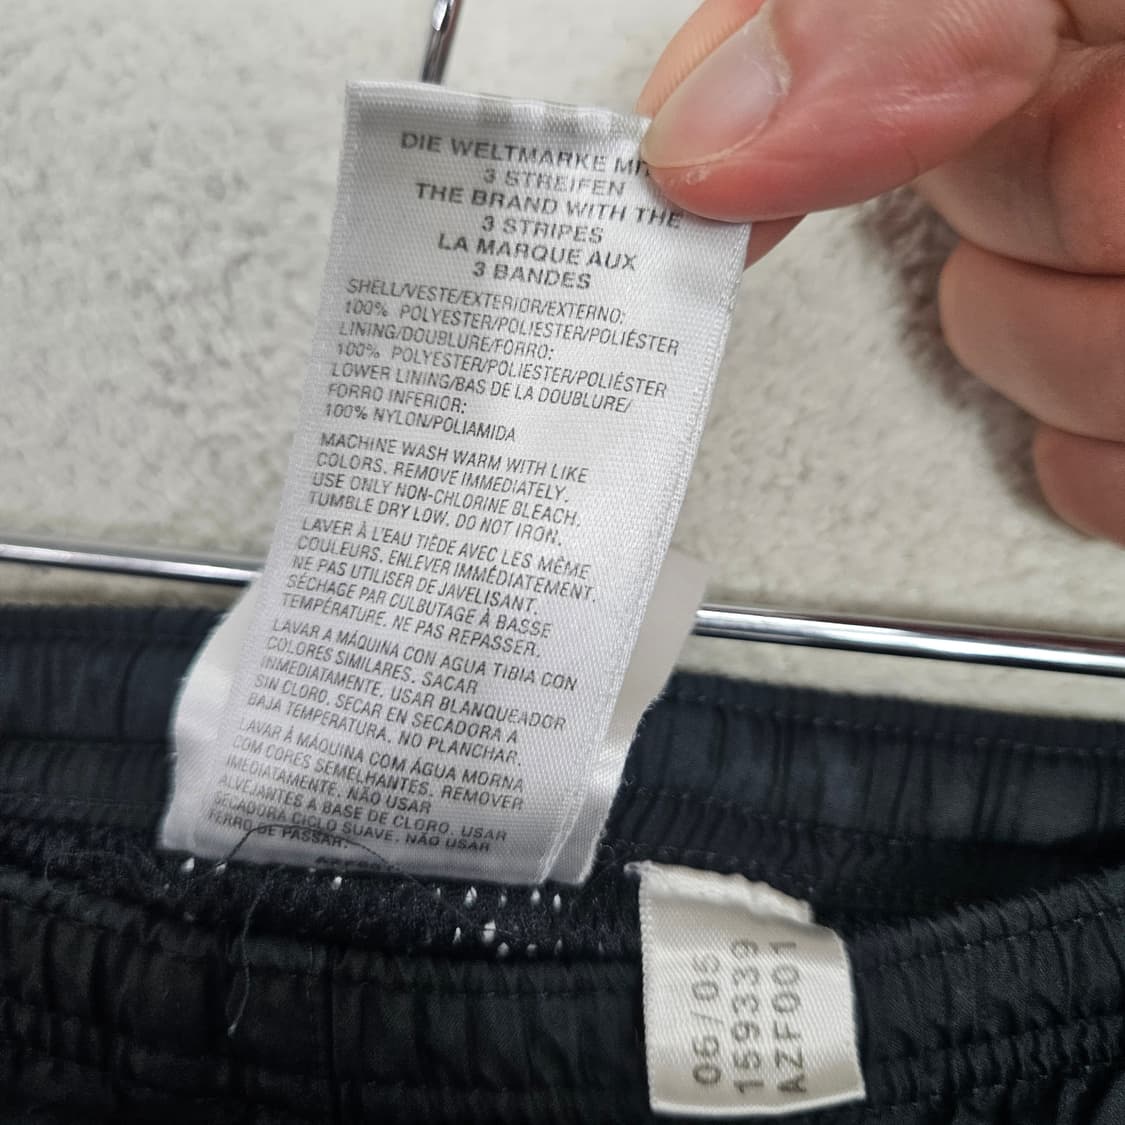 DIE WELTMARKE MIT
3 STREIFEN
THE BRAND WITH THE
3 STRIPES
LA MARQUE AUX
3 BANDES
SHELL/VESTE/EXTERIOR/EXTERNO:
100% POLYESTER/POLIESTER/POLIÉSTER
LINING/DOUBLURE/FORRO:
100% POLYESTER/POLIESTER/POLIÉSTER
LOWER LINING/BAS DE LA DOUBLURE/
FORRO INFERIOR:
100% NYLON/POLIAMIDA
MACHINE WASH WARM WITH LIKE
COLORS. REMOVE IMMEDIATELY.
USE ONLY NON-CHLORINE BLEACH.
TUMBLE DRY LOW. DO NOT IRON.
LAVER À L'EAU TIÈDE AVEC LES MÊME
COULEURS. ENLEVER IMMÉDIATEMENT.
NE PAS UTILISER DE JAVELISANT.
SÉCHAGE PAR CULBUTAGE À BASSE
TEMPÉRATURE. NE PAS REPASSER.
LAVAR A MÁQUINA CON AGUA TIBIA CON
COLORES SIMILARES. SACAR
INMEDIATAMENTE. USAR BLANQUEADOR
SIN CLORO. SECAR EN SECADORA A
BAJA TEMPERATURA. NO PLANCHAR.
LAVAR À MÁQUINA COM ÁGUA MORNA
COM CORES SEMELHANTES. REMOVER
IMEDIATAMENTE. NÃO USAR
ALVEJANTES À BASE DE CLORO. USAR
SECADORA CICLO SUAVE. NÃO USAR
FERRO DE PASSAR.
06/05
159339
AZF001